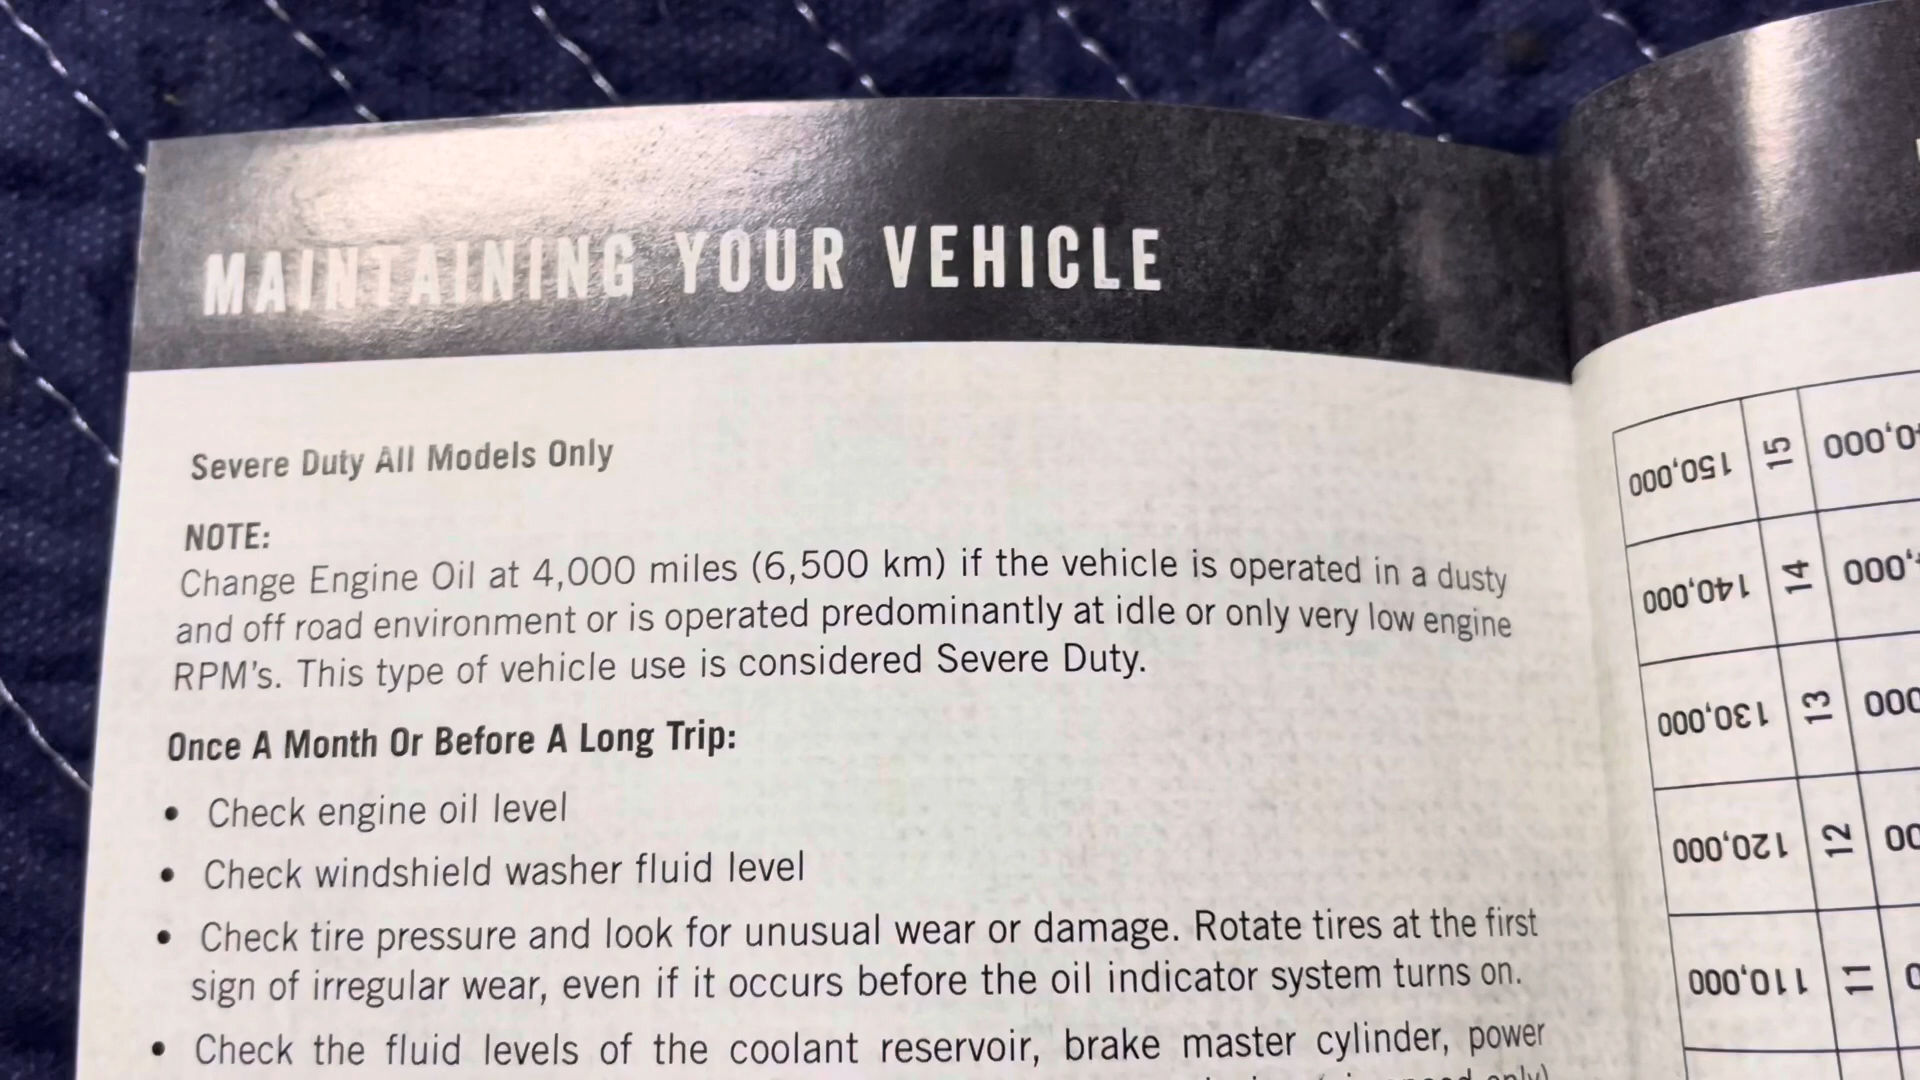 MAINTAINING YOUR VEHICLE
Severe Duty All Models Only
NOTE:
Change Engine Oil at 4,000 miles (6,500 km) if the vehicle is operated in a dusty
and off road environment or is operated predominantly at idle or only very low engine
RPM's. This type of vehicle use is considered Severe Duty.
Once A Month Or Before A Long Trip:
• Check engine oil level
• Check windshield washer fluid level
• Check tire pressure and look for unusual wear or damage. Rotate tires at the first
sign of irregular wear, even if it occurs before the oil indicator system turns on.
• Check the fluid levels of the coolant reservoir, brake master cylinder, power
only)
150,000 15
140,000 14
130,000 13
120,000 12
110,000 11